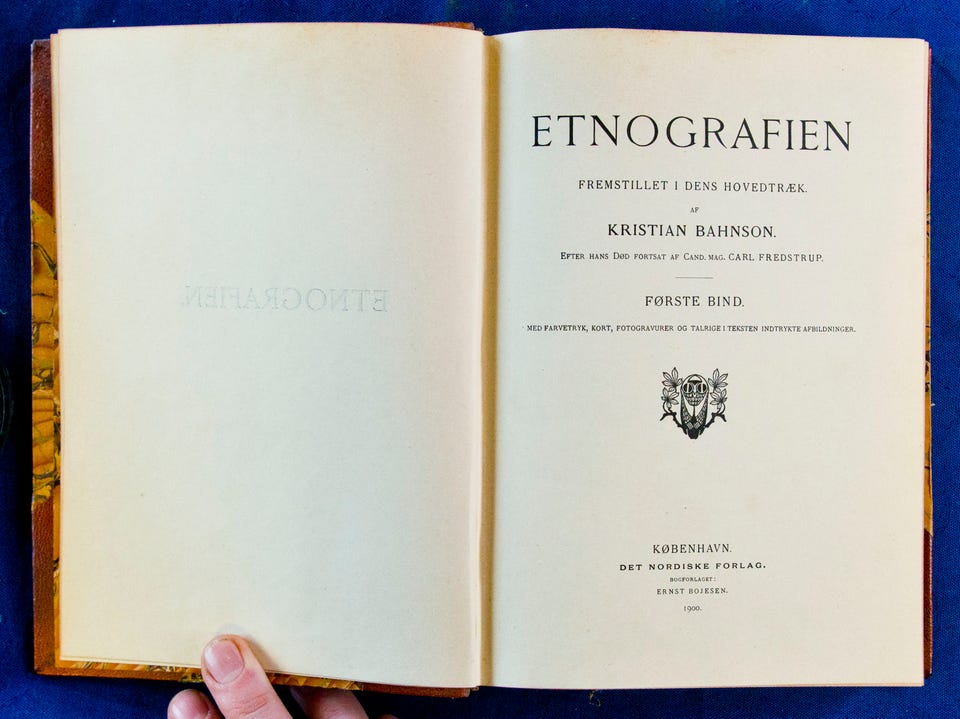 ETNOGRAFIEN.
ETNOGRAFIEN
FREMSTILLET I DENS HOVEDTRÆK.
AF
KRISTIAN BAHNSON.
EFTER HANS DØD FORTSAT AF CAND. MAG. CARL FREDSTRUP.
FØRSTE BIND.
MED FARVETRYK, KORT, FOTOGRAVURER OG TALRIGE I TEKSTEN INDTRYKTE AFBILDNINGER.
KØBENHAVN.
DET NORDISKE FORLAG.
BOGFORLAGET:
ERNST BOJESEN.
1900.